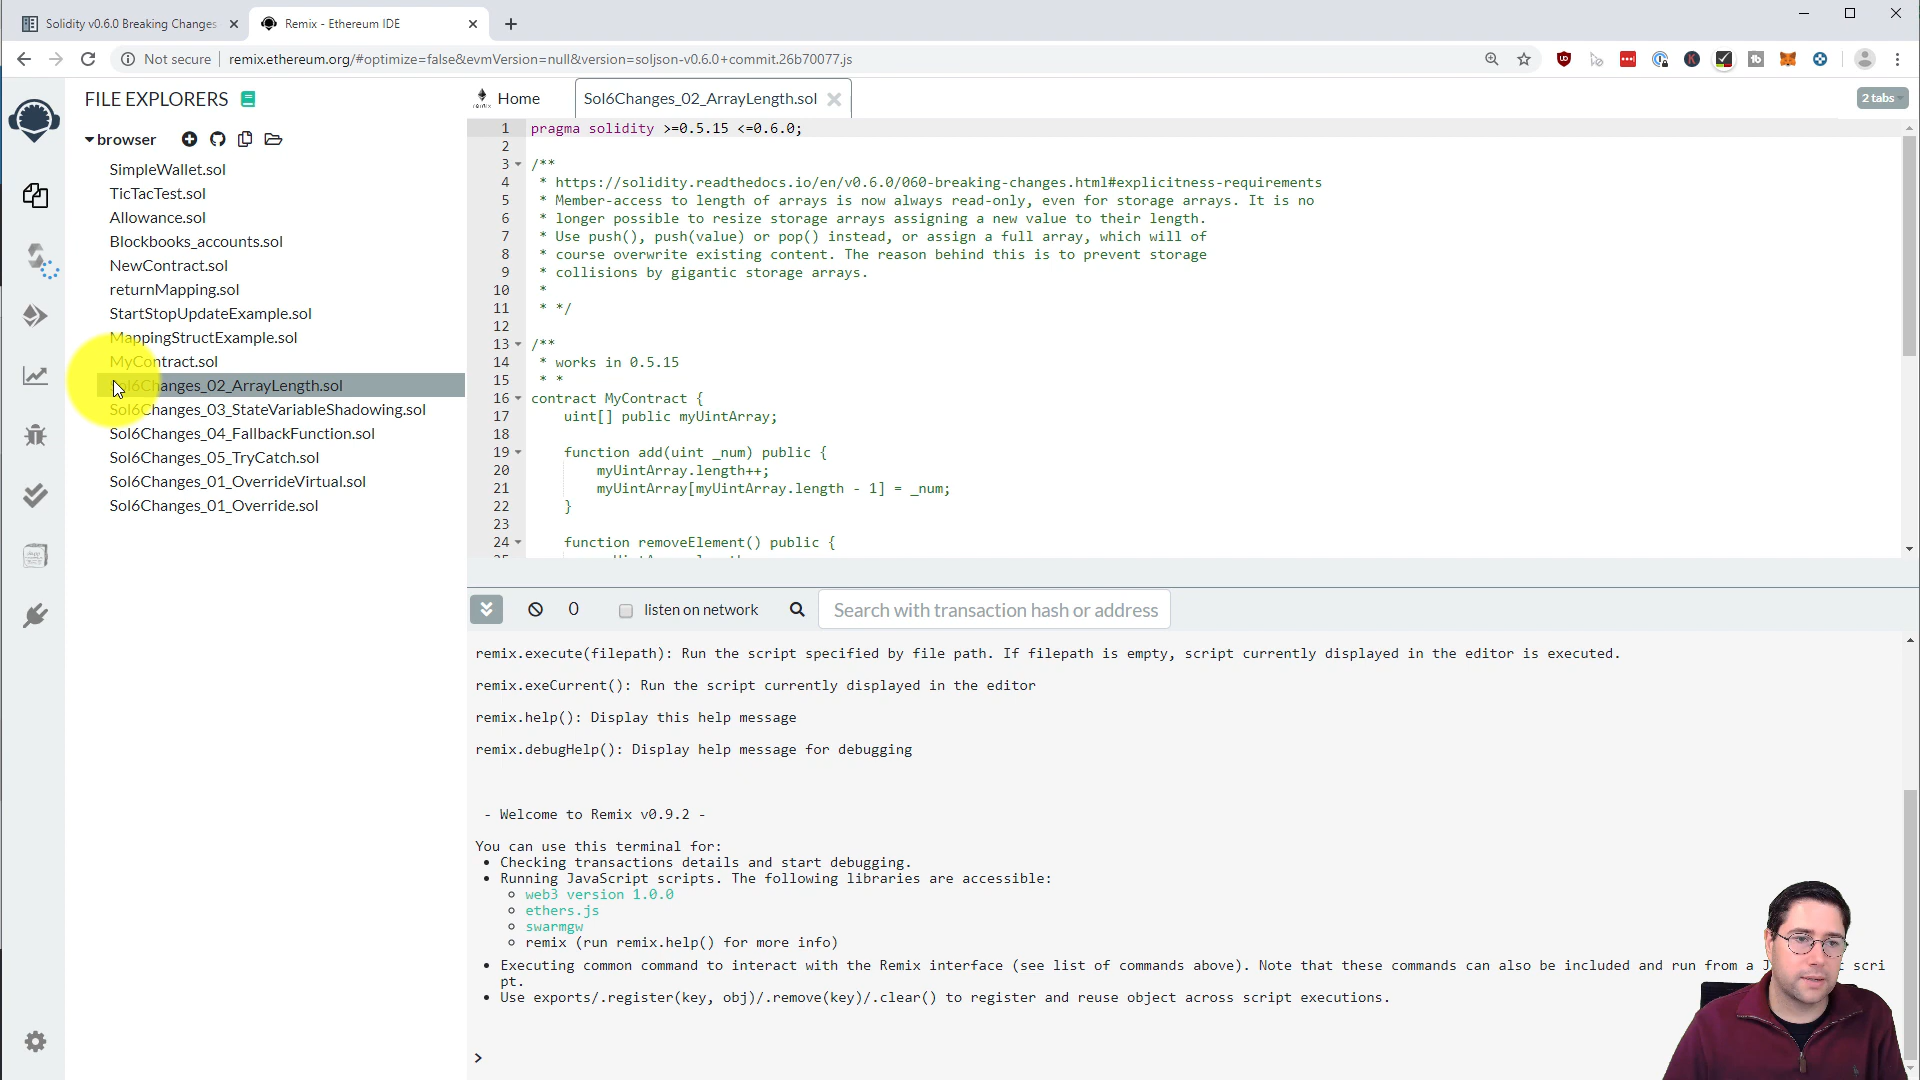 Solidity v0.6.0 Breaking Changes
Remix - Ethereum IDE
Not secure
remix.ethereum.org/#optimize=false&evmVersion=null&version=soljson-v0.6.0+commit.26b70077.js
FILE EXPLORERS
Home
Sol6Changes_02_ArrayLength.sol
2 tabs
browser
SimpleWallet.sol
TicTacTest.sol
Allowance.sol
Blockbooks_accounts.sol
NewContract.sol
returnMapping.sol
StartStopUpdateExample.sol
MappingStructExample.sol
MyContract.sol
Sol6Changes_02_ArrayLength.sol
Sol6Changes_03_StateVariableShadowing.sol
Sol6Changes_04_FallbackFunction.sol
Sol6Changes_05_TryCatch.sol
Sol6Changes_01_OverrideVirtual.sol
Sol6Changes_01_Override.sol
1 pragma solidity >=0.5.15 <=0.6.0;
2
3 /**
4 * https://solidity.readthedocs.io/en/v0.6.0/060-breaking-changes.html#explicitness-requirements
5 * Member-access to length of arrays is now always read-only, even for storage arrays. It is no
6 * longer possible to resize storage arrays assigning a new value to their length.
7 * Use push(), push(value) or pop() instead, or assign a full array, which will of
8 * course overwrite existing content. The reason behind this is to prevent storage
9 * collisions by gigantic storage arrays.
10 *
11 * */
12
13 /**
14 * works in 0.5.15
15 * *
16 contract MyContract {
17 uint[] public myUintArray;
18
19 function add(uint _num) public {
20 myUintArray.length++;
21 myUintArray[myUintArray.length - 1] = _num;
22 }
23
24 function removeElement() public {
0
listen on network
Search with transaction hash or address
remix.execute(filepath): Run the script specified by file path. If filepath is empty, script currently displayed in the editor is executed.
remix.exeCurrent(): Run the script currently displayed in the editor
remix.help(): Display this help message
remix.debugHelp(): Display help message for debugging
- Welcome to Remix v0.9.2 -
You can use this terminal for:
• Checking transactions details and start debugging.
• Running JavaScript scripts. The following libraries are accessible:
web3 version 1.0.0
ethers.js
swarmgw
remix (run remix.help() for more info)
• Executing common command to interact with the Remix interface (see list of commands above). Note that these commands can also be included and run from a scri
pt.
• Use exports/.register(key, obj)/.remove(key)/.clear() to register and reuse object across script executions.
>